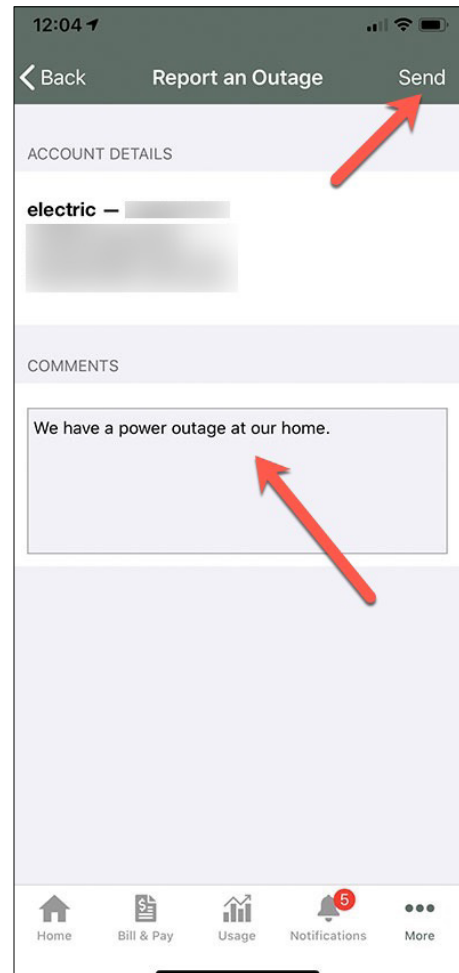 12:04
Back Report an Outage Send
ACCOUNT DETAILS
electric —
COMMENTS
We have a power outage at our home.
5
Home Bill & Pay Usage Notifications More